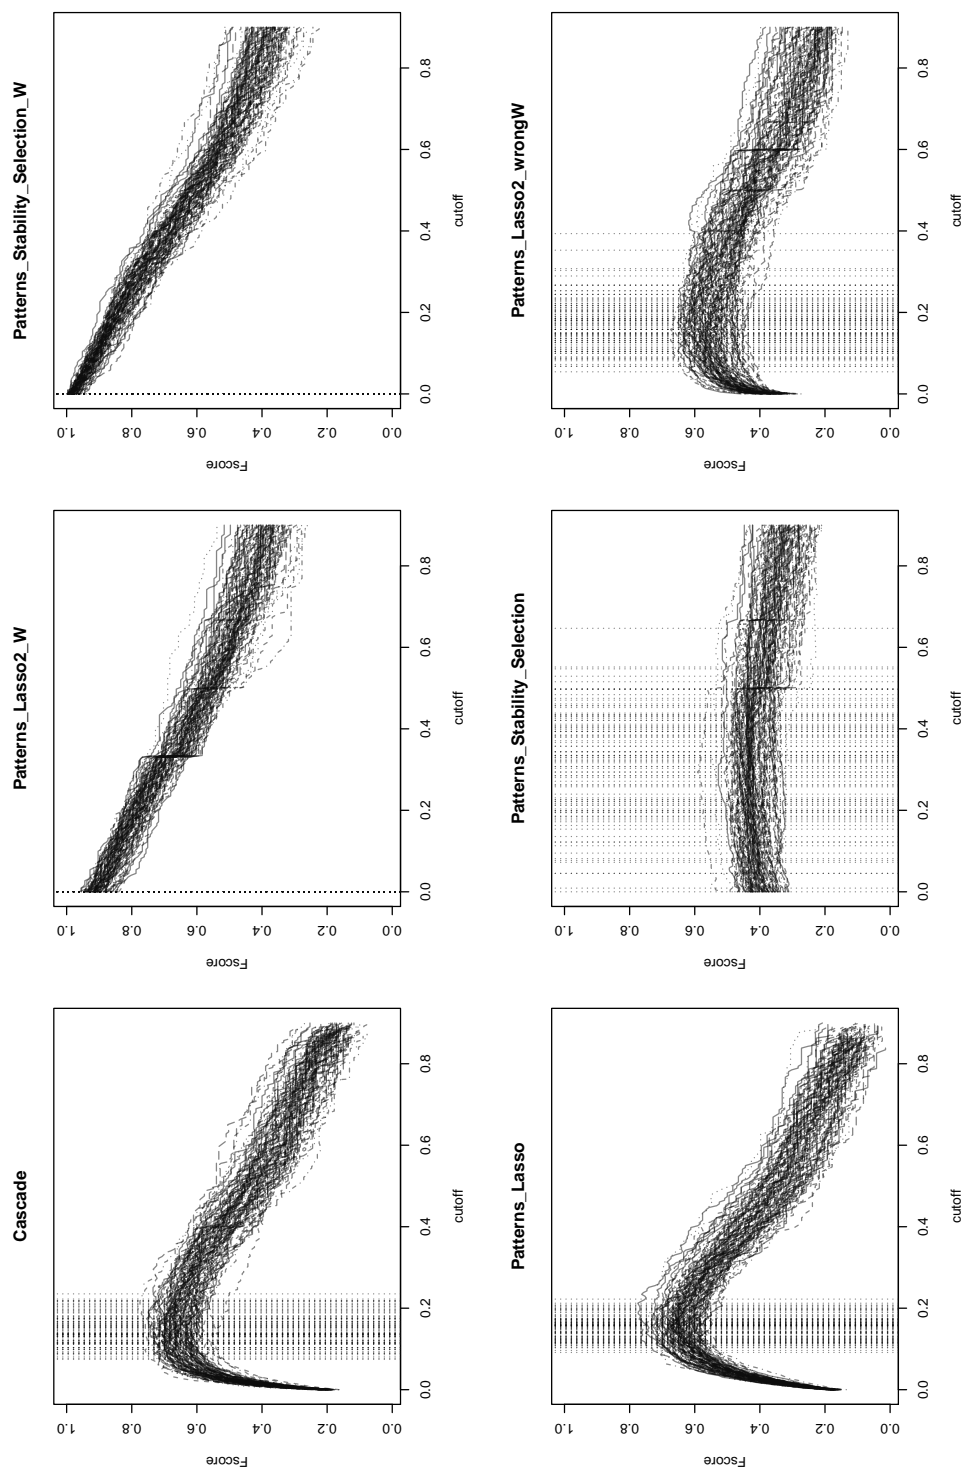 Cascade
1.0
0.8
0.6
0.4
0.2
0.0
Fscore
0.0 0.2 0.4 0.6 0.8
cutoff
Patterns_Lasso2_W
1.0
0.8
0.6
0.4
0.2
0.0
Fscore
0.0 0.2 0.4 0.6 0.8
cutoff
Patterns_Stability_Selection_W
1.0
0.8
0.6
0.4
0.2
0.0
Fscore
0.0 0.2 0.4 0.6 0.8
cutoff
Patterns_Lasso
1.0
0.8
0.6
0.4
0.2
0.0
Fscore
0.0 0.2 0.4 0.6 0.8
cutoff
Patterns_Stability_Selection
1.0
0.8
0.6
0.4
0.2
0.0
Fscore
0.0 0.2 0.4 0.6 0.8
cutoff
Patterns_Lasso2_wrongW
1.0
0.8
0.6
0.4
0.2
0.0
Fscore
0.0 0.2 0.4 0.6 0.8
cutoff